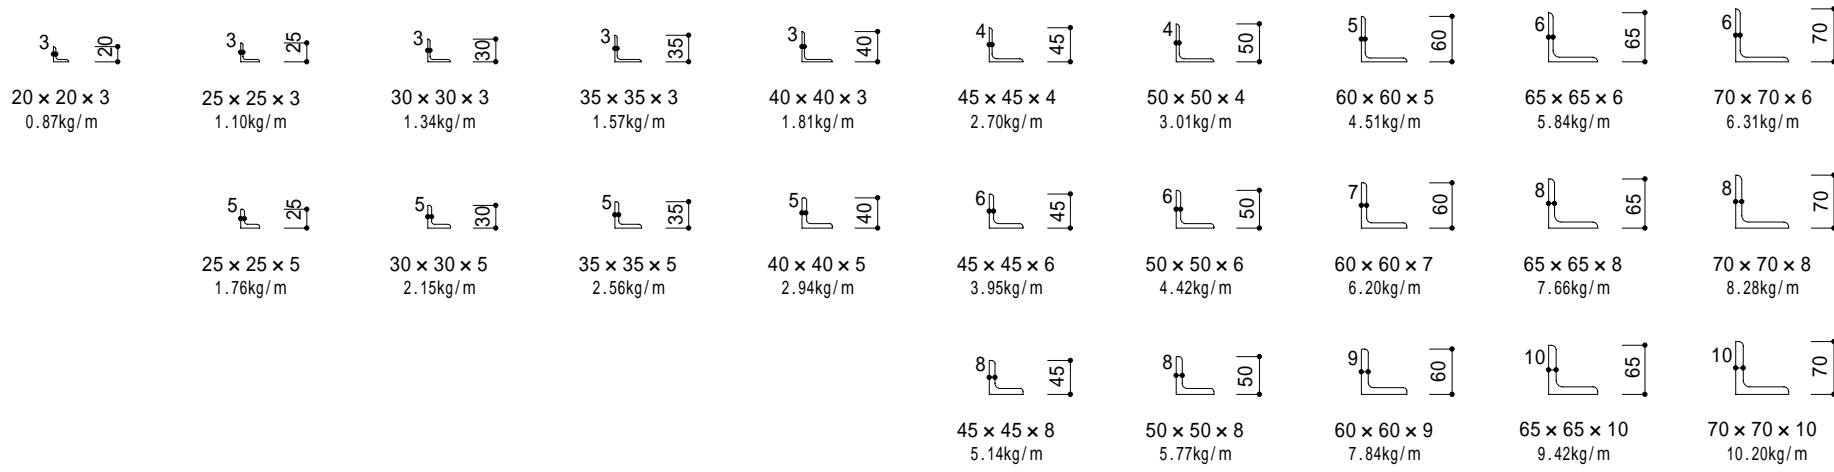 3 20 3 25 3 30 3 35 3 40 4 45 4 50 5 60 6 65 6 70
20 × 20 × 3 25 × 25 × 3 30 × 30 × 3 35 × 35 × 3 40 × 40 × 3 45 × 45 × 4 50 × 50 × 4 60 × 60 × 5 65 × 65 × 6 70 × 70 × 6
0.87kg/m 1.10kg/m 1.34kg/m 1.57kg/m 1.81kg/m 2.70kg/m 3.01kg/m 4.51kg/m 5.84kg/m 6.31kg/m
5 25 5 30 5 35 5 40 6 45 6 50 7 60 8 65 8 70
25 × 25 × 5 30 × 30 × 5 35 × 35 × 5 40 × 40 × 5 45 × 45 × 6 50 × 50 × 6 60 × 60 × 7 65 × 65 × 8 70 × 70 × 8
1.76kg/m 2.15kg/m 2.56kg/m 2.94kg/m 3.95kg/m 4.42kg/m 6.20kg/m 7.66kg/m 8.28kg/m
8 45 8 50 9 60 10 65 10 70
45 × 45 × 8 50 × 50 × 8 60 × 60 × 9 65 × 65 × 10 70 × 70 × 10
5.14kg/m 5.77kg/m 7.84kg/m 9.42kg/m 10.20kg/m